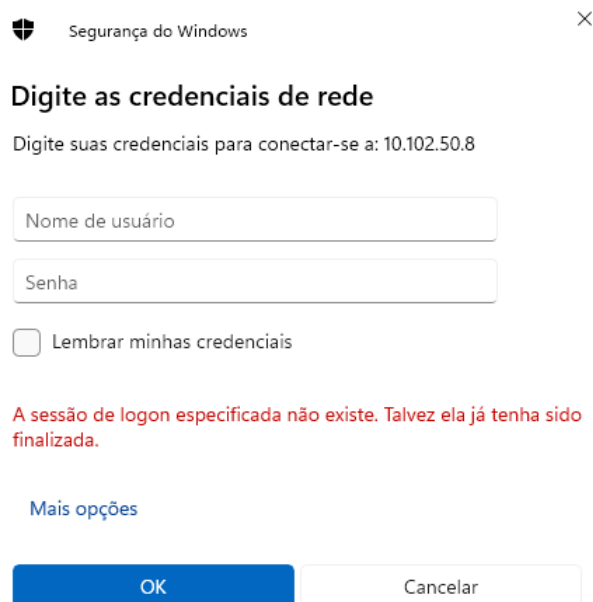 Segurança do Windows
Digite as credenciais de rede
Digite suas credenciais para conectar-se a: 10.102.50.8
Nome de usuário
Senha
Lembrar minhas credenciais
A sessão de logon especificada não existe. Talvez ela já tenha sido
finalizada.
Mais opções
OK
Cancelar